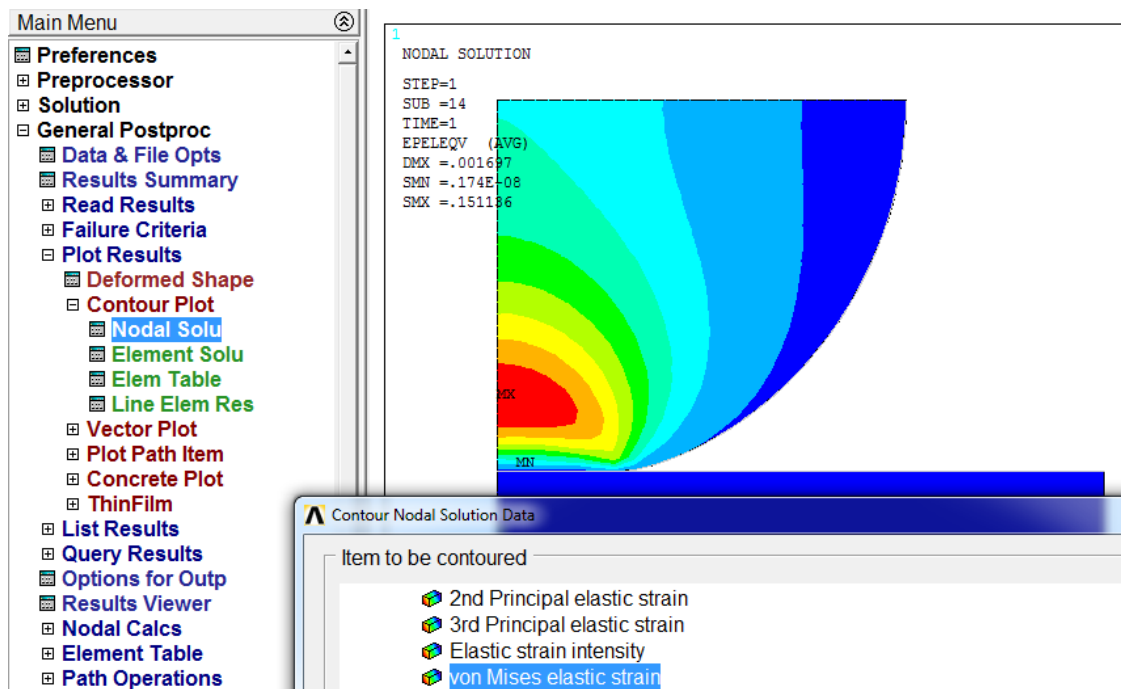 Main Menu
Preferences
Preprocessor
Solution
General Postproc
Data & File Opts
Results Summary
Read Results
Failure Criteria
Plot Results
Deformed Shape
Contour Plot
Nodal Solu
Element Solu
Elem Table
Line Elem Res
Vector Plot
Plot Path Item
Concrete Plot
ThinFilm
List Results
Query Results
Options for Outp
Results Viewer
Nodal Calcs
Element Table
Path Operations
1
NODAL SOLUTION
STEP=1
SUB =14
TIME=1
EPELEQV (AVG)
DMX =.001697
SMN =.174E-08
SMX =.151136
MX
MN
Contour Nodal Solution Data
Item to be contoured
2nd Principal elastic strain
3rd Principal elastic strain
Elastic strain intensity
von Mises elastic strain